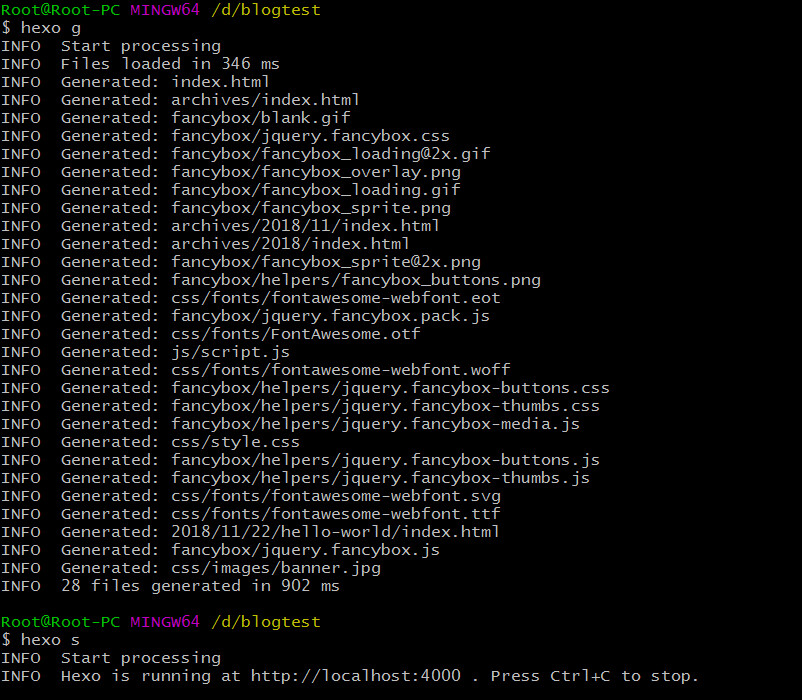 Root@Root-PC MINGW64 /d/blogtest
$ hexo g
INFO  Start processing
INFO  Files loaded in 346 ms
INFO  Generated: index.html
INFO  Generated: archives/index.html
INFO  Generated: fancybox/blank.gif
INFO  Generated: fancybox/jquery.fancybox.css
INFO  Generated: fancybox/fancybox_loading@2x.gif
INFO  Generated: fancybox/fancybox_overlay.png
INFO  Generated: fancybox/fancybox_loading.gif
INFO  Generated: fancybox/fancybox_sprite.png
INFO  Generated: archives/2018/11/index.html
INFO  Generated: archives/2018/index.html
INFO  Generated: fancybox/fancybox_sprite@2x.png
INFO  Generated: fancybox/helpers/fancybox_buttons.png
INFO  Generated: css/fonts/fontawesome-webfont.eot
INFO  Generated: fancybox/jquery.fancybox.pack.js
INFO  Generated: css/fonts/FontAwesome.otf
INFO  Generated: js/script.js
INFO  Generated: css/fonts/fontawesome-webfont.woff
INFO  Generated: fancybox/helpers/jquery.fancybox-buttons.css
INFO  Generated: fancybox/helpers/jquery.fancybox-thumbs.css
INFO  Generated: fancybox/helpers/jquery.fancybox-media.js
INFO  Generated: css/style.css
INFO  Generated: fancybox/helpers/jquery.fancybox-buttons.js
INFO  Generated: fancybox/helpers/jquery.fancybox-thumbs.js
INFO  Generated: css/fonts/fontawesome-webfont.svg
INFO  Generated: css/fonts/fontawesome-webfont.ttf
INFO  Generated: 2018/11/22/hello-world/index.html
INFO  Generated: fancybox/jquery.fancybox.js
INFO  Generated: css/images/banner.jpg
INFO  28 files generated in 902 ms
Root@Root-PC MINGW64 /d/blogtest
$ hexo s
INFO  Start processing
INFO  Hexo is running at http://localhost:4000 . Press Ctrl+C to stop.